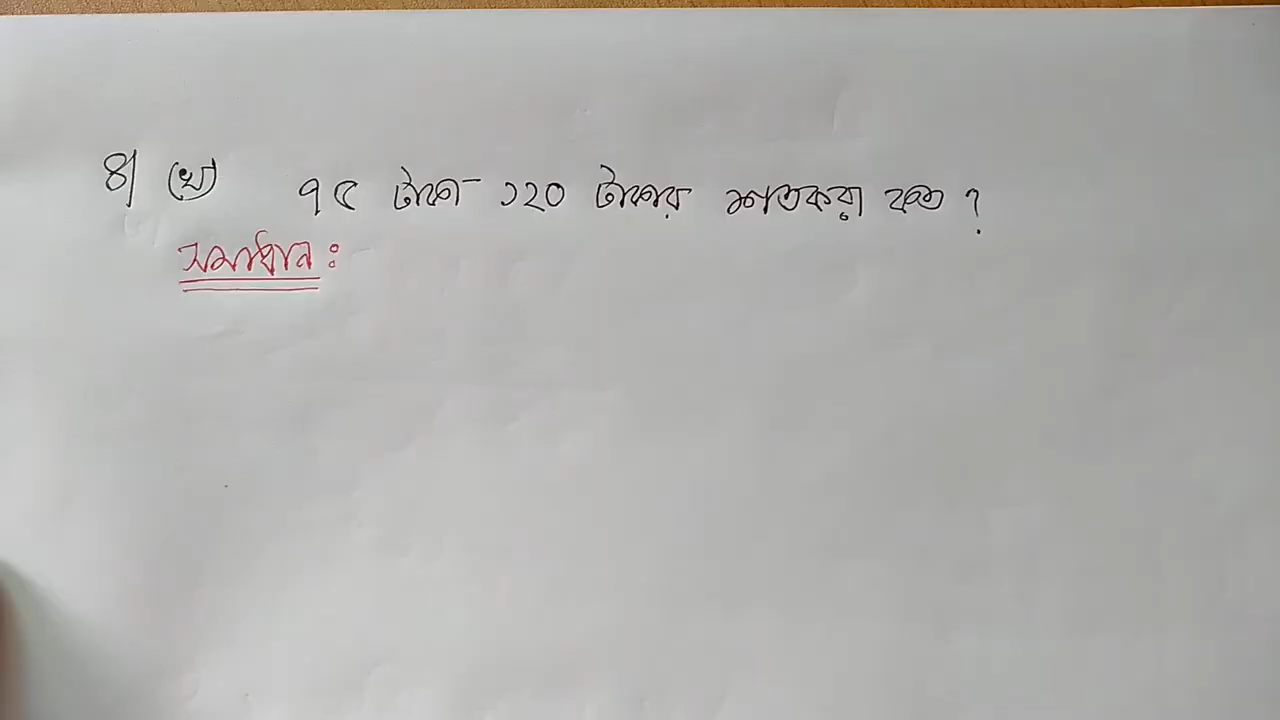 ৪। (খ) ৭৫ টাকা ১২০ টাকার শতকরা কত ?
সমাধান :